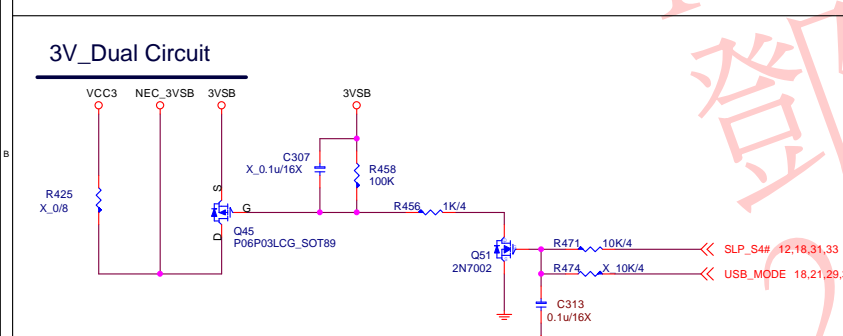 3V_Dual Circuit
VCC3 NEC_3VSB 3VSB 3VSB
B
C307
X_0.1u/16X
R458
100K
R425
X_0/8
S
G
D
R456 1K/4
Q45
P06P03LCG_SOT89
Q51
2N7002
R471 10K/4 SLP_S4# 12,18,31,33
R474 X_10K/4 USB_MODE 18,21,29,
C313
0.1u/16X
鄧